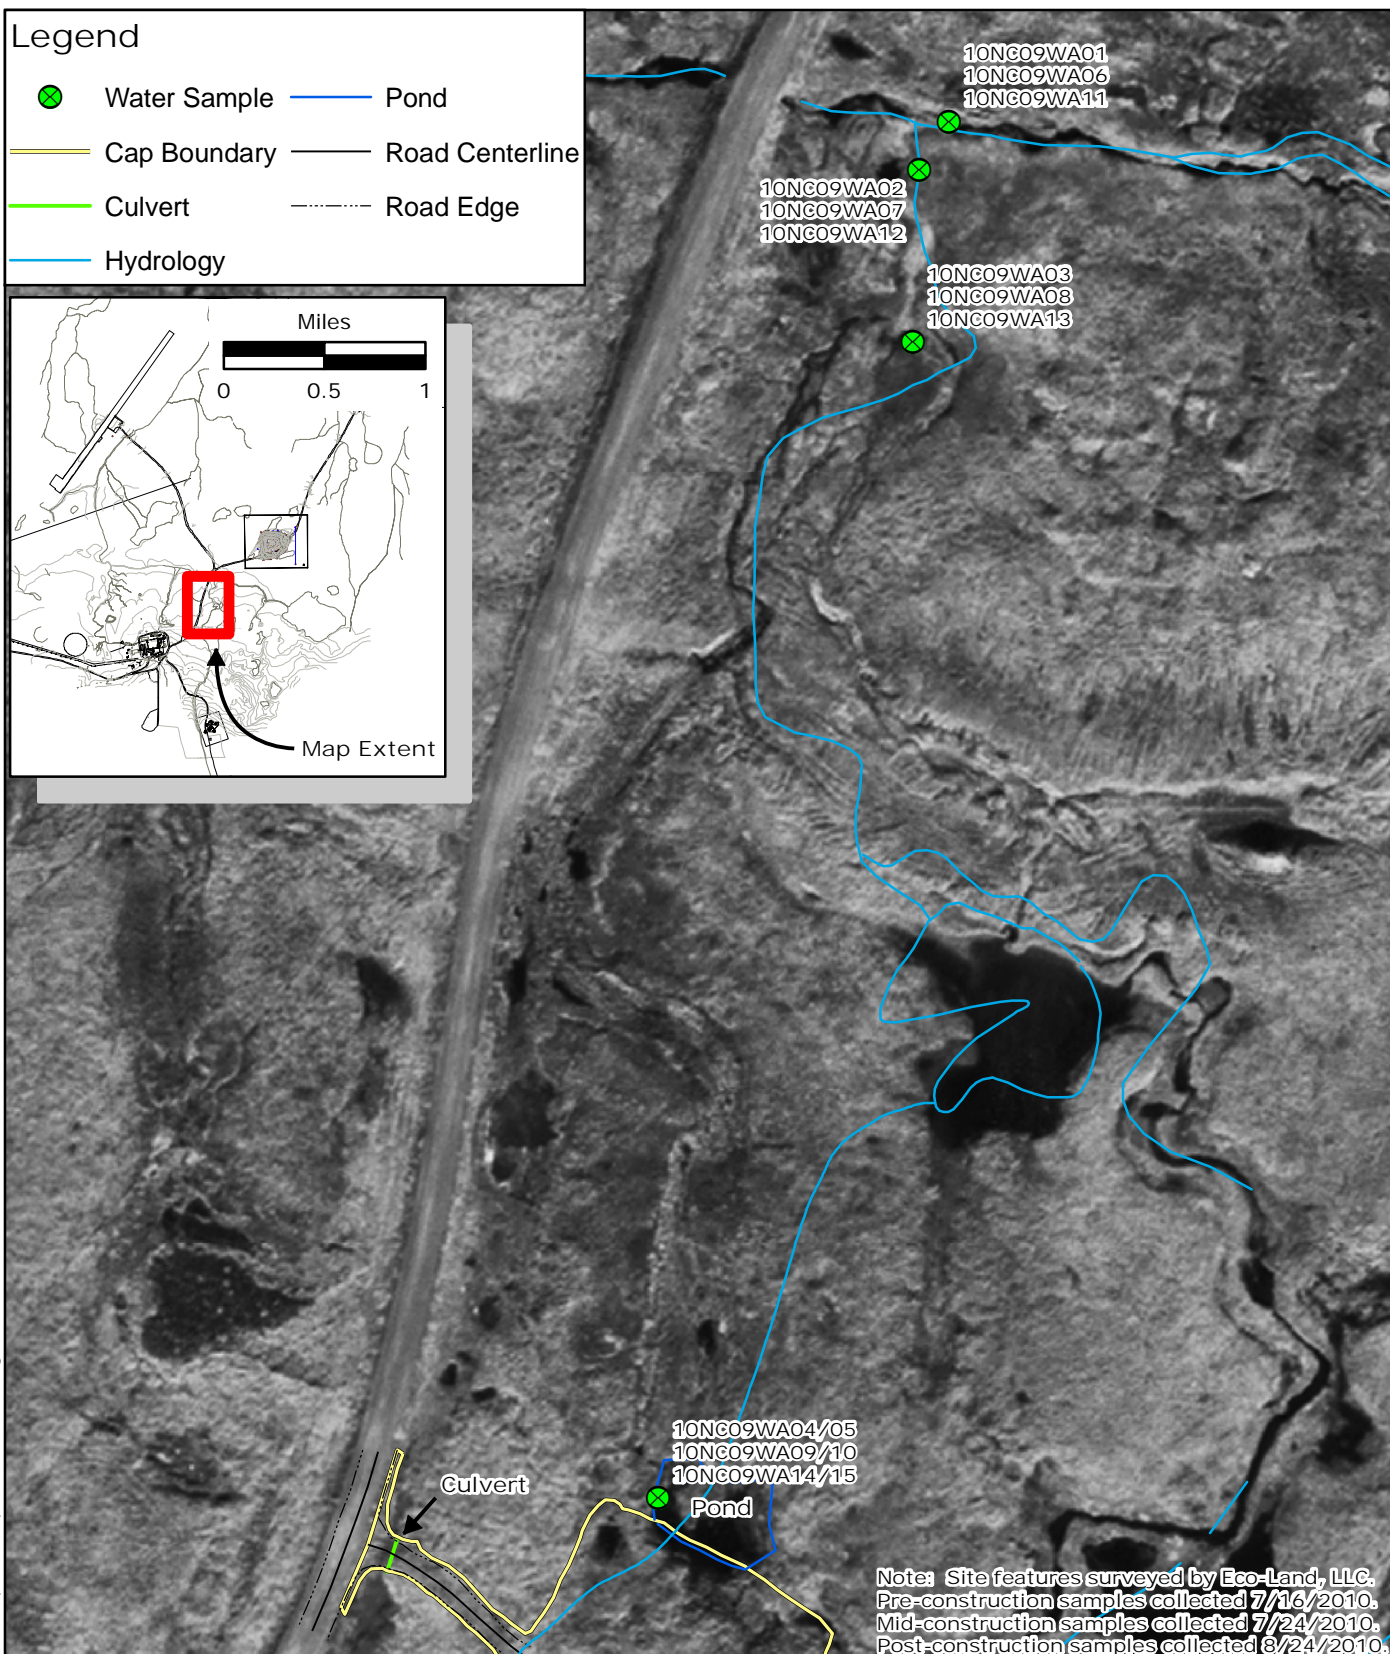 Legend
Water Sample
Pond
Cap Boundary
Road Centerline
Culvert
Road Edge
Hydrology
Miles
0 0.5 1
Map Extent
10NC09WA01
10NC09WA06
10NC09WA11
10NC09WA02
10NC09WA07
10NC09WA12
10NC09WA03
10NC09WA08
10NC09WA13
10NC09WA04/05
10NC09WA09/10
10NC09WA14/15
Pond
Culvert
Note: Site features surveyed by Eco-Land, LLC.
Pre-construction samples collected 7/16/2010.
Mid-construction samples collected 7/24/2010.
Post-construction samples collected 8/24/2010.